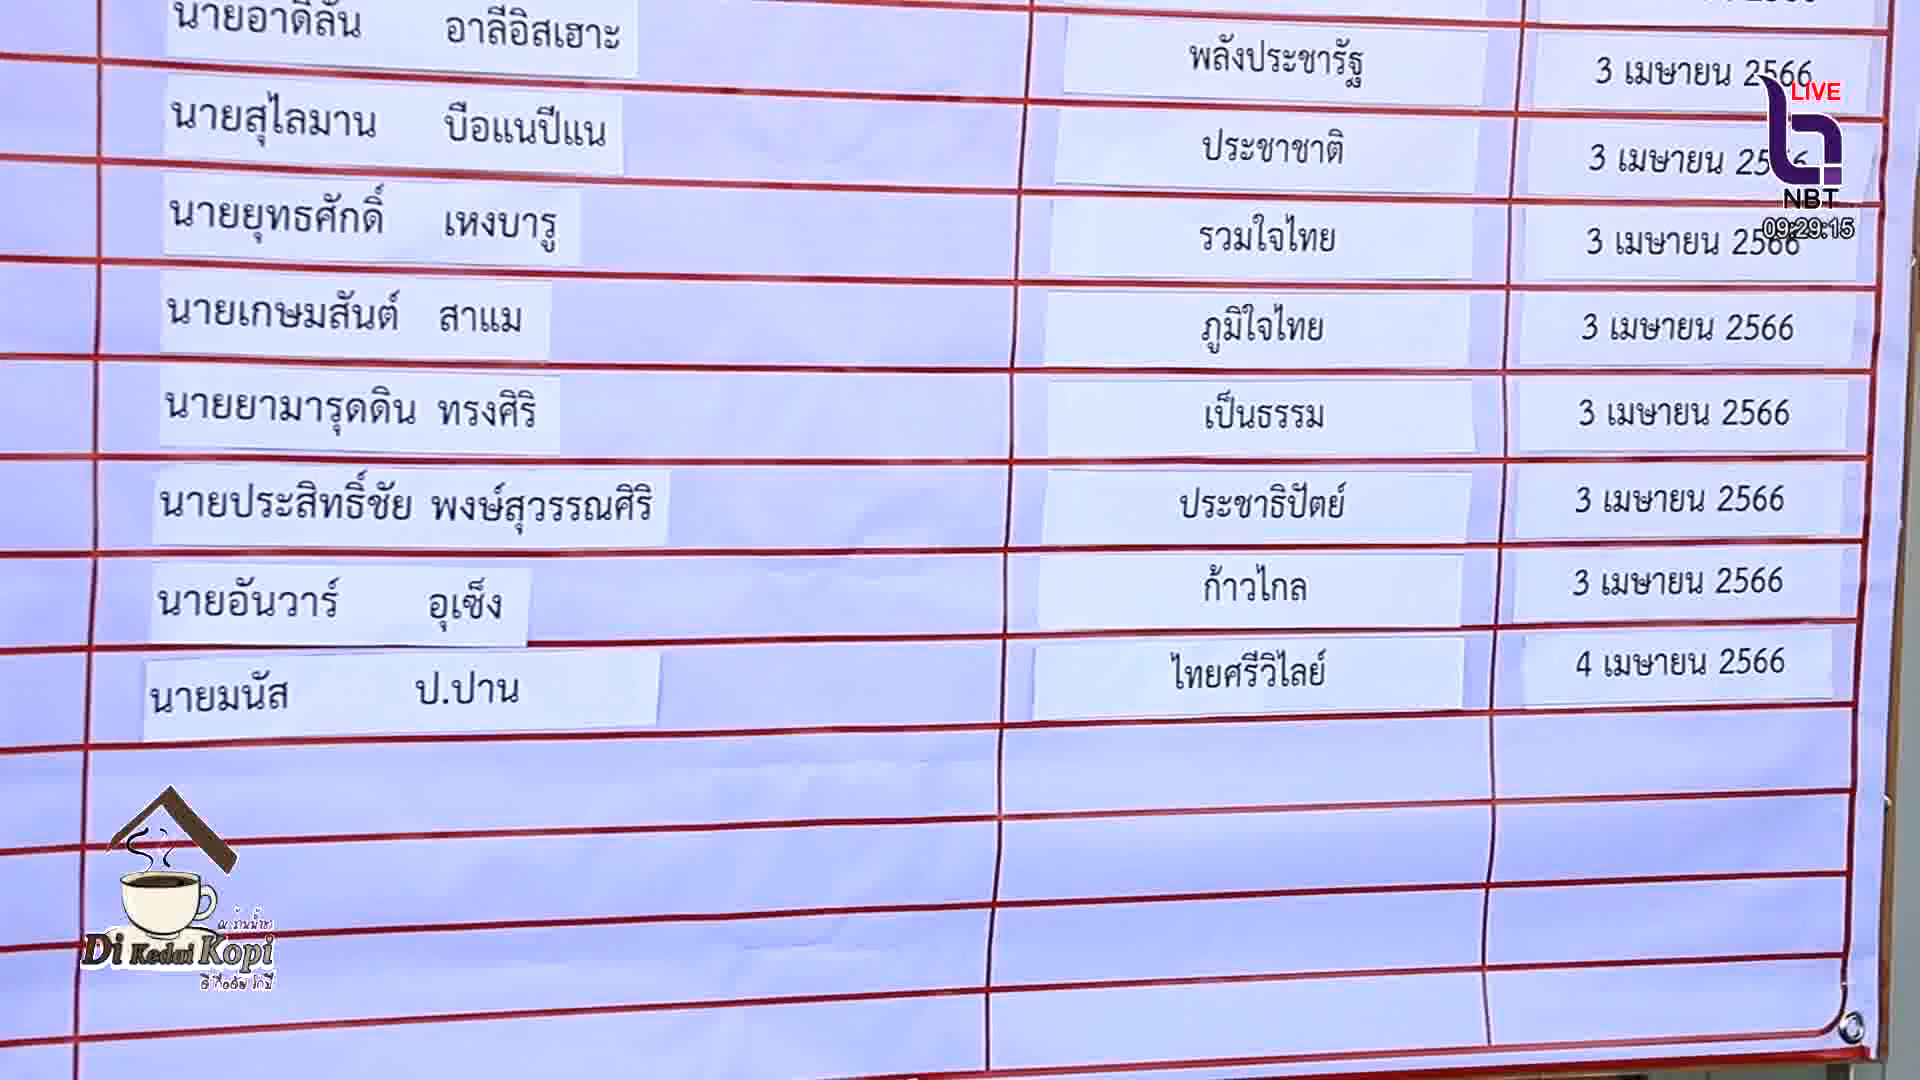 นายอาดีลัน อาลีอิสเฮาะ พลังประชารัฐ 3 เมษายน 2566
นายสุไลมาน บือแนปีแน ประชาชาติ 3 เมษายน 2566
นายยุทธศักดิ์ เหงบารู รวมใจไทย 3 เมษายน 2566
นายเกษมสันต์ สาแม ภูมิใจไทย 3 เมษายน 2566
นายยามารุดดิน ทรงศิริ เป็นธรรม 3 เมษายน 2566
นายประสิทธิ์ชัย พงษ์สุวรรณศิริ ประชาธิปัตย์ 3 เมษายน 2566
นายอันวาร์ อุเซ็ง ก้าวไกล 3 เมษายน 2566
นายมนัส ป.ปาน ไทยศรีวิไลย์ 4 เมษายน 2566
LIVE
NBT
09:29:15
ณ ร้านน้ำชา
Di Kedai Kopi